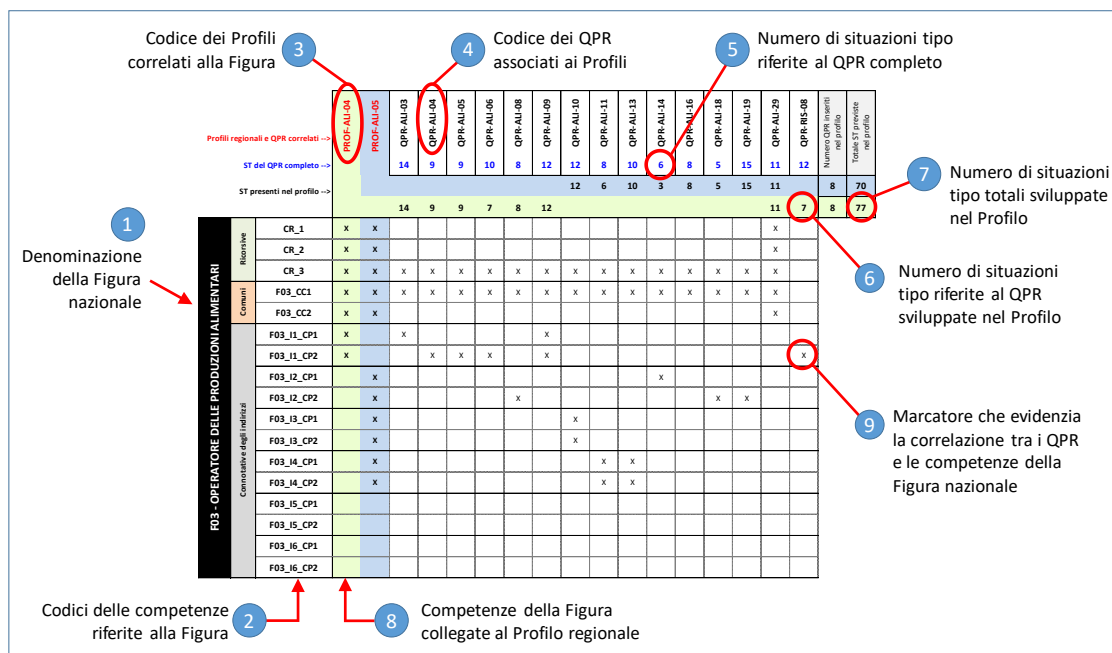 Codice dei Profili
correlati alla Figura
3
4
Codice dei QPR
associati ai Profili
5
Numero di situazioni tipo
riferite al QPR completo
Profili regionali e QPR correlati -->
PROF-ALI-04
PROF-ALI-05
QPR-ALI-03
QPR-ALI-04
QPR-ALI-05
QPR-ALI-06
QPR-ALI-08
QPR-ALI-09
QPR-ALI-10
QPR-ALI-11
QPR-ALI-13
QPR-ALI-14
QPR-ALI-16
QPR-ALI-18
QPR-ALI-19
QPR-ALI-29
QPR-RIS-08
Numero QPR inseriti
nel profilo
Totale ST previste
nel profilo
ST del QPR completo --> 14 9 9 10 8 12 12 8 10 6 8 5 15 11 12
ST presenti nel profilo --> 12 6 10 3 8 5 15 11 8 70
14 9 9 7 8 12 11 7 8 77
7
Numero di situazioni
tipo totali sviluppate
nel Profilo
6
Numero di situazioni
tipo riferite al QPR
sviluppate nel Profilo
1
Denominazione
della Figura
nazionale
F03 - OPERATORE DELLE PRODUZIONI ALIMENTARI
Ricorsive
CR_1 x x x
CR_2 x x x
CR_3 x x x x x x x x x x x x x x x x
Comuni
F03_CC1 x x x x x x x x x x x x x x x x
F03_CC2 x x x
Connotative degli indirizzi
F03_I1_CP1 x x x
F03_I1_CP2 x x x x x x
F03_I2_CP1 x x
F03_I2_CP2 x x x x
F03_I3_CP1 x x
F03_I3_CP2 x x
F03_I4_CP1 x x x
F03_I4_CP2 x x x
F03_I5_CP1
F03_I5_CP2
F03_I6_CP1
F03_I6_CP2
9
Marcatore che evidenzia
la correlazione tra i QPR
e le competenze della
Figura nazionale
Codici delle competenze
riferite alla Figura
2
8
Competenze della Figura
collegate al Profilo regionale